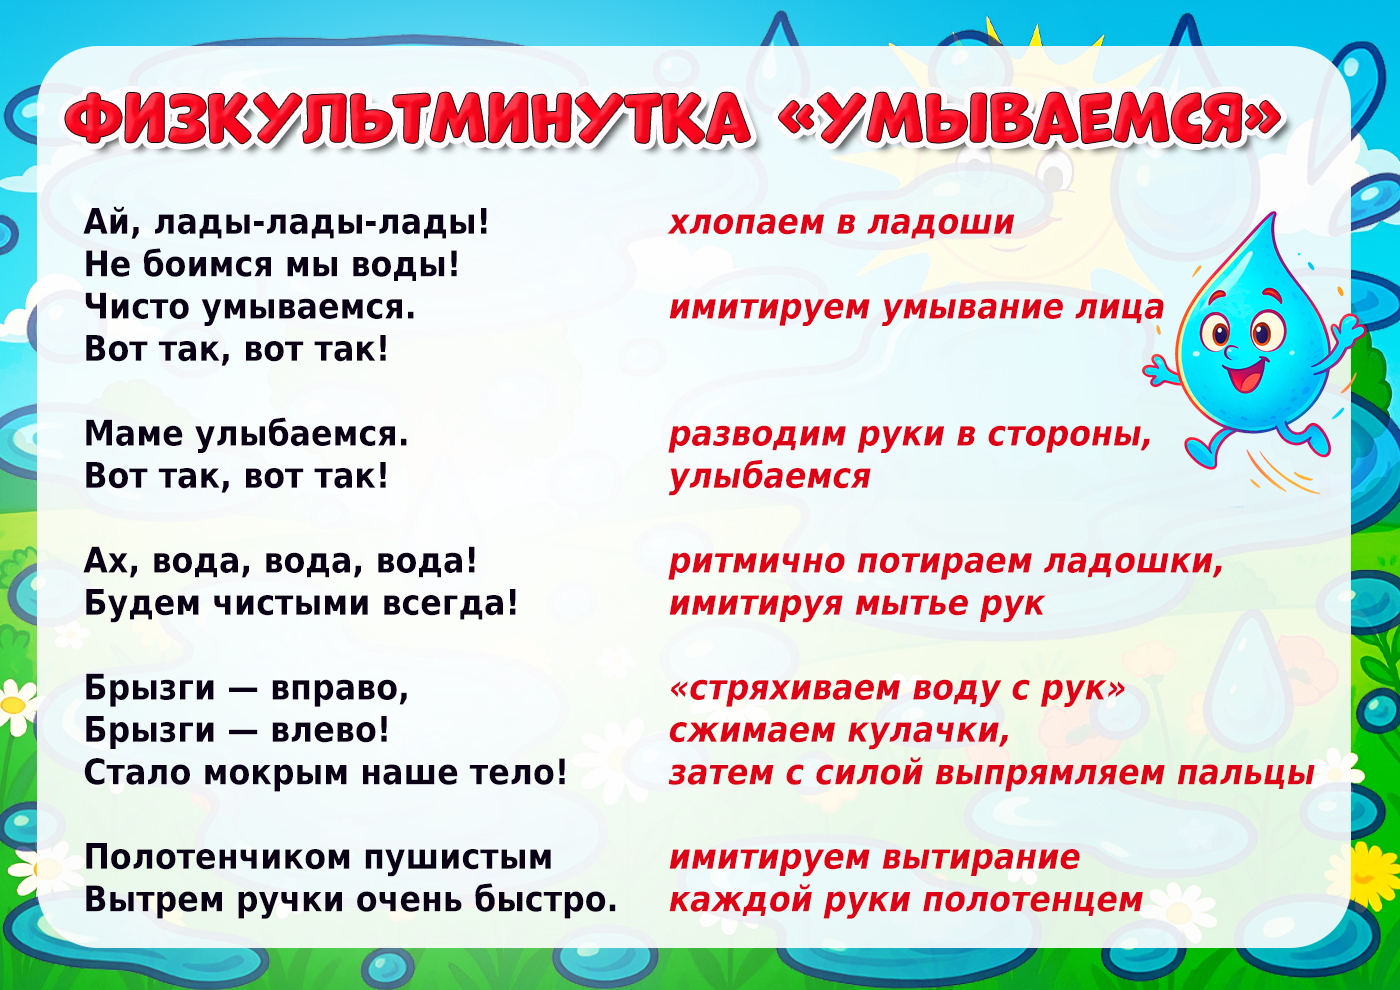 ФИЗКУЛЬТМИНУТКА «УМЫВАЕМСЯ»
Ай, лады-лады-лады! хлопаем в ладоши
Не боимся мы воды!
Чисто умываемся. имитируем умывание лица
Вот так, вот так!
Маме улыбаемся. разводим руки в стороны,
Вот так, вот так! улыбаемся
Ах, вода, вода, вода! ритмично потираем ладошки,
Будем чистыми всегда! имитируя мытье рук
Брызги — вправо, «стряхиваем воду с рук»
Брызги — влево! сжимаем кулачки,
Стало мокрым наше тело! затем с силой выпрямляем пальцы
Полотенчиком пушистым имитируем вытирание
Вытрем ручки очень быстро. каждой руки полотенцем